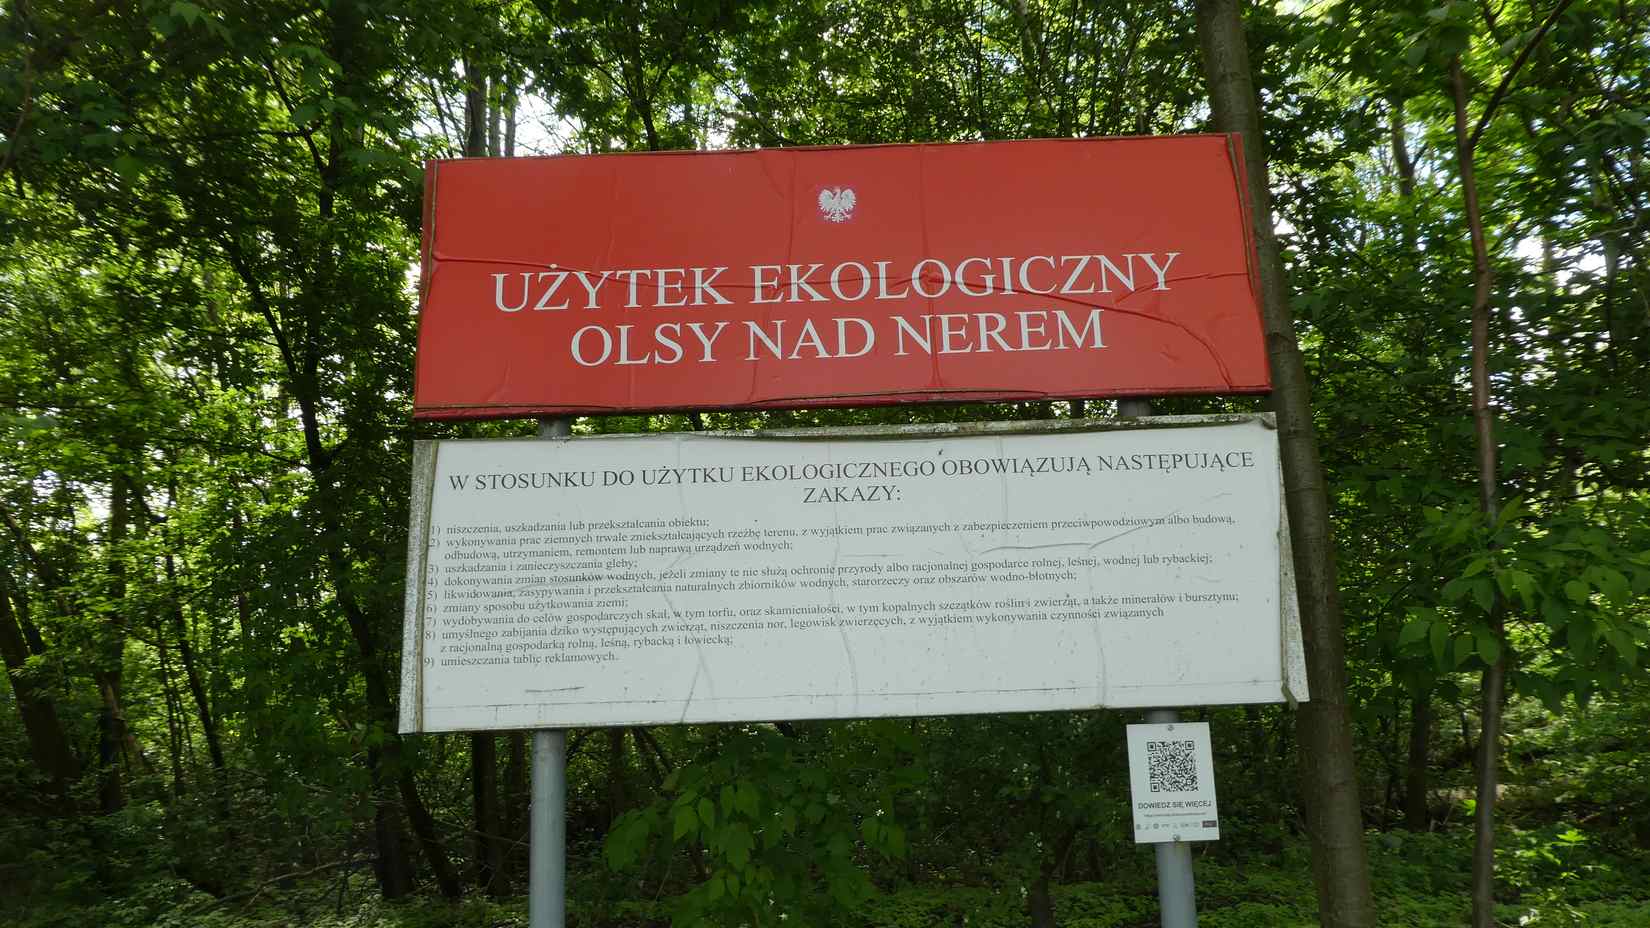 UŻYTEK EKOLOGICZNY
OLSY NAD NEREM
W STOSUNKU DO UŻYTKU EKOLOGICZNEGO OBOWIĄZUJĄ NASTĘPUJĄCE
ZAKAZY:
1) niszczenia, uszkadzania lub przekształcania obiektu;
2) wykonywania prac ziemnych trwale zniekształcających rzeźbę terenu, z wyjątkiem prac związanych z zabezpieczeniem przeciwpowodziowym albo budową,
odbudową, utrzymaniem, remontem lub naprawą urządzeń wodnych;
3) uszkadzania i zanieczyszczania gleby;
4) dokonywania zmian stosunków wodnych, jeżeli zmiany te nie służą ochronie przyrody albo racjonalnej gospodarce rolnej, leśnej, wodnej lub rybackiej;
5) likwidowania, zasypywania i przekształcania naturalnych zbiorników wodnych, starorzeczy oraz obszarów wodno-błotnych;
6) zmiany sposobu użytkowania ziemi;
7) wydobywania do celów gospodarczych skał, w tym torfu, oraz skamieniałości, w tym kopalnych szczątków roślin i zwierząt, a także minerałów i bursztynu;
8) umyślnego zabijania dziko występujących zwierząt, niszczenia nor, legowisk zwierzęcych, z wyjątkiem wykonywania czynności związanych
z racjonalną gospodarką rolną, leśną, rybacką i łowiecką;
9) umieszczania tablic reklamowych.
DOWIEDZ SIĘ WIĘCEJ